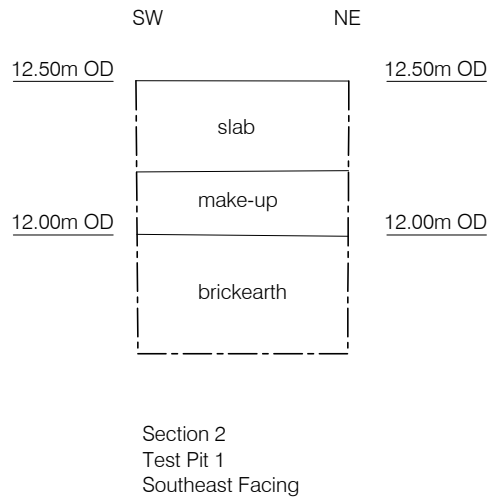 SW NE
12.50m OD 12.50m OD
slab
make-up
12.00m OD 12.00m OD
brickearth
Section 2
Test Pit 1
Southeast Facing